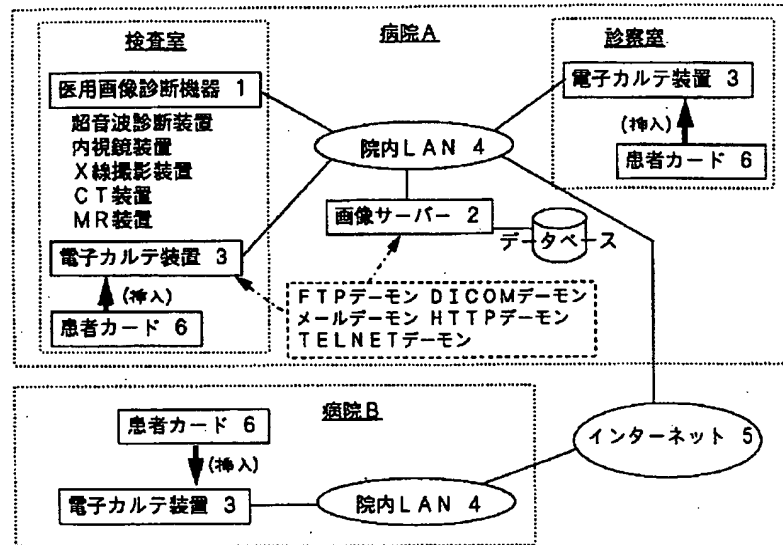 病院A
検査室
医用画像診断機器 1
超音波診断装置
内視鏡装置
X線撮影装置
CT装置
MR装置
電子カルテ装置 3
(挿入)
患者カード 6
診察室
電子カルテ装置 3
(挿入)
患者カード 6
院内LAN 4
画像サーバー 2
データベース
FTPデーモン DICOMデーモン
メールデーモン HTTPデーモン
TELNETデーモン
病院B
患者カード 6
(挿入)
電子カルテ装置 3
院内LAN 4
インターネット 5